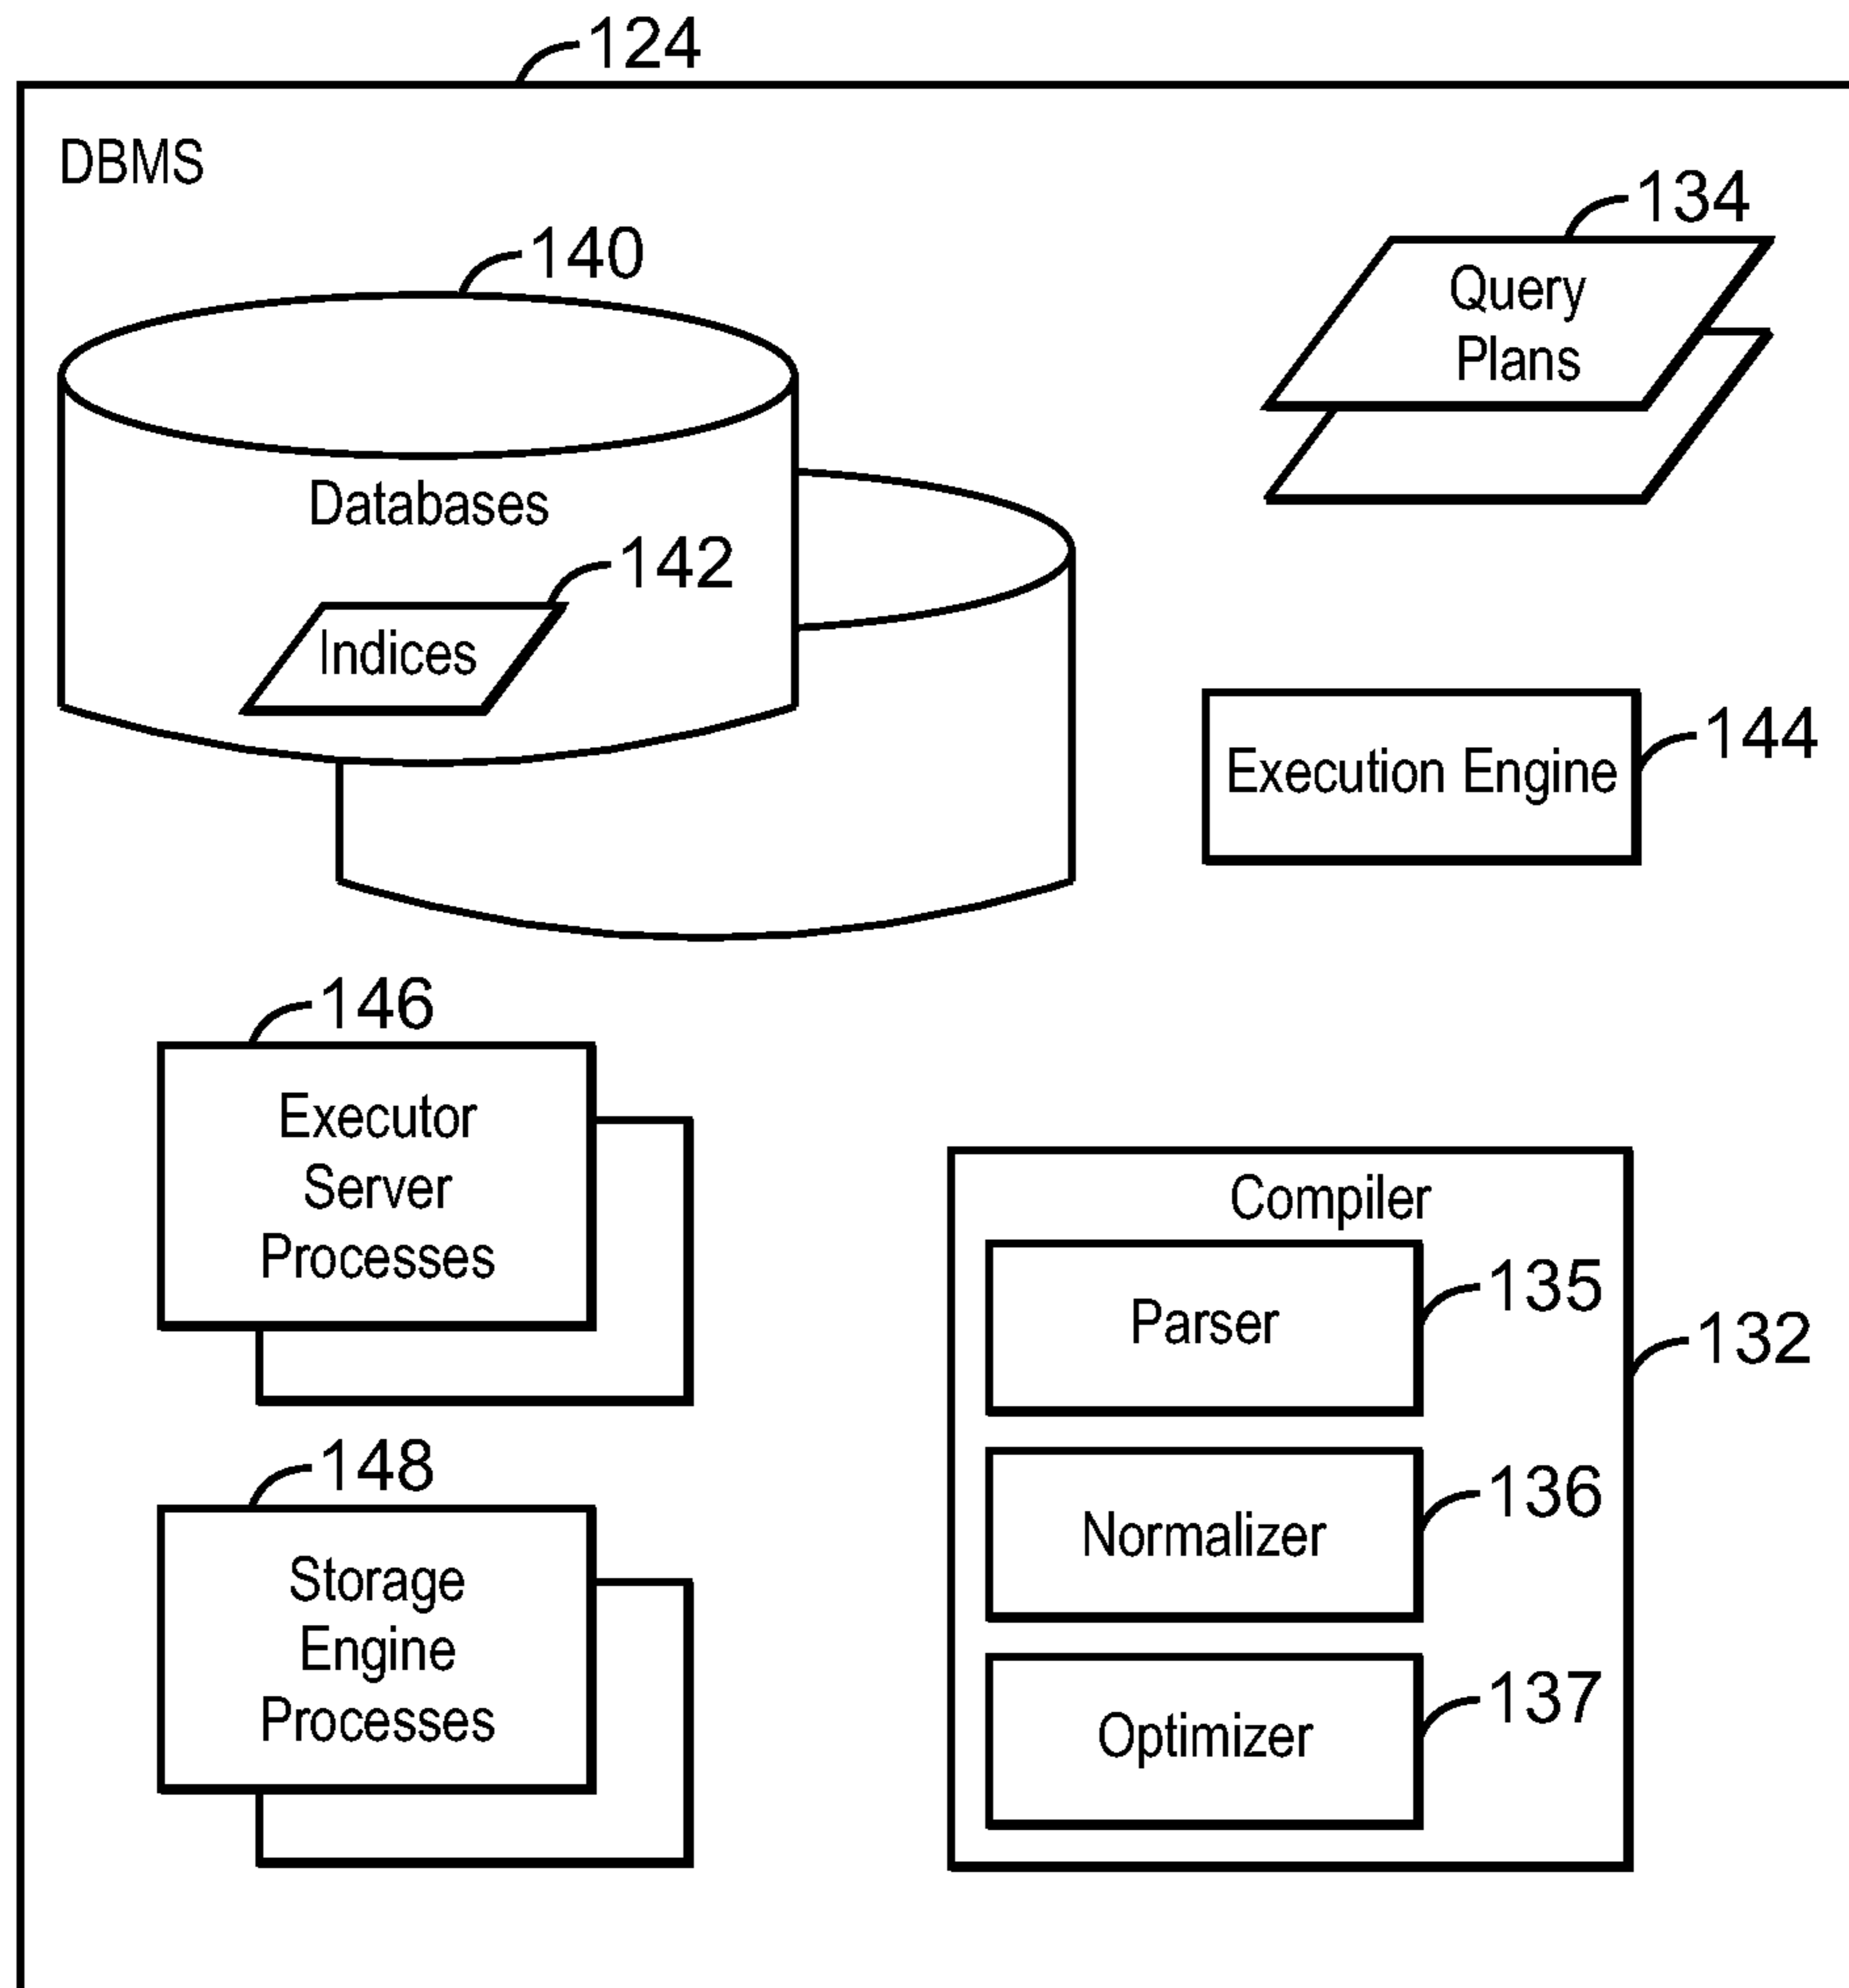 124
DBMS
134
140
Query
Plans
Databases
142
Indices
144
Execution Engine
146
Executor
Server
Processes
Compiler
135
Parser
132
148
136
Normalizer
Storage
Engine
Processes
137
Optimizer